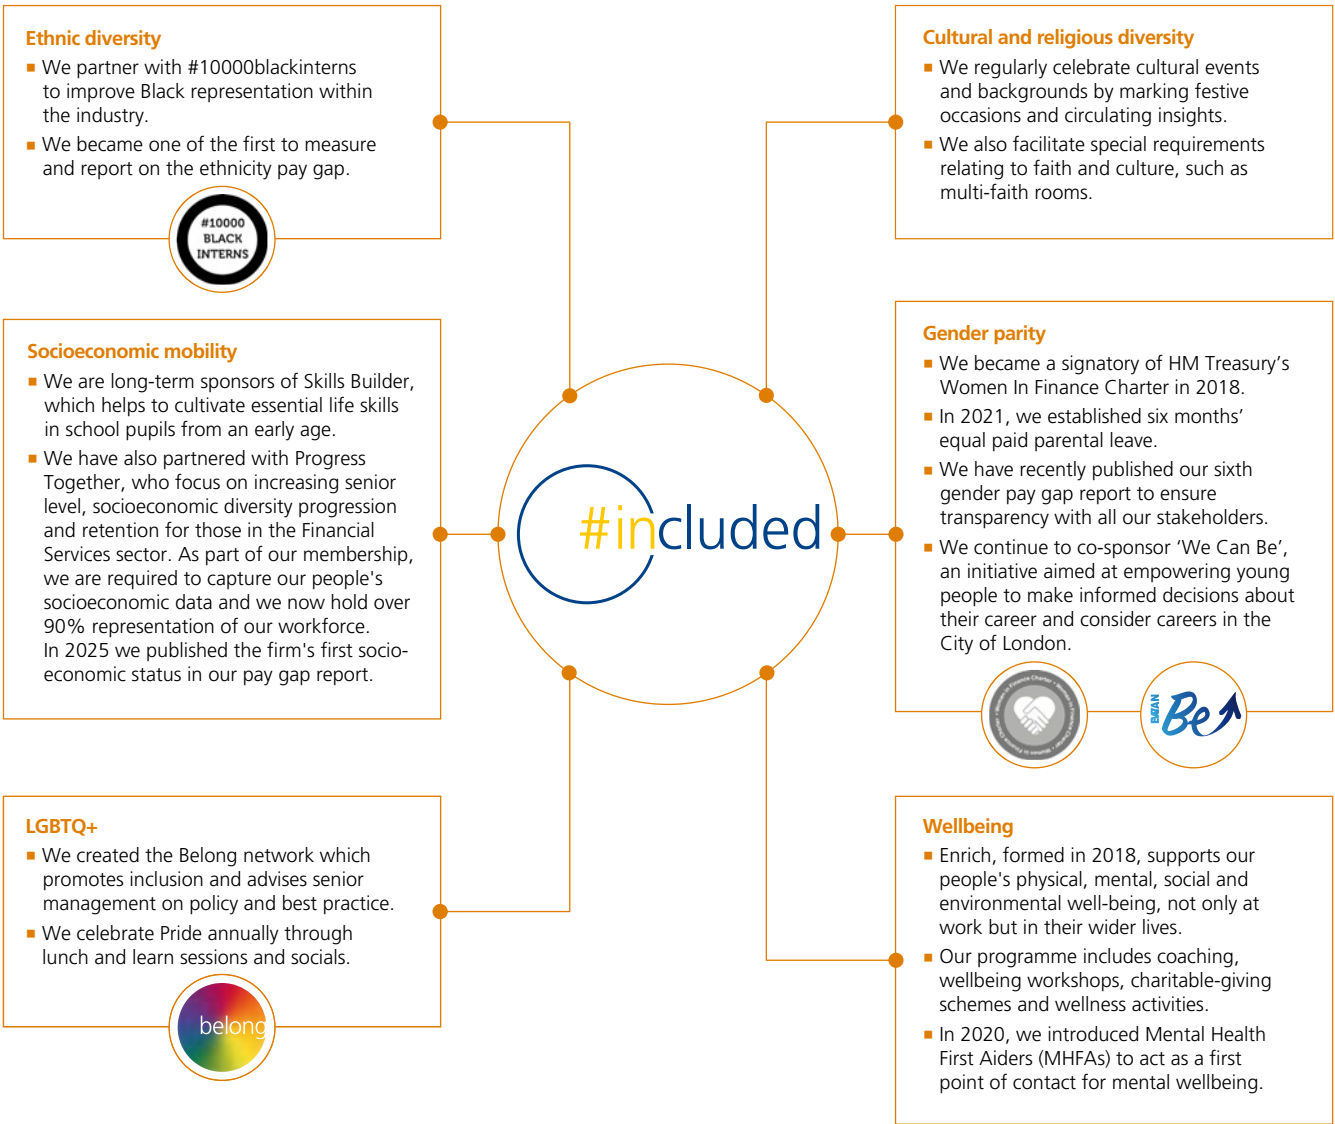 Ethnic diversity
We partner with #10000blackinterns
to improve Black representation within
the industry.
We became one of the first to measure
and report on the ethnicity pay gap.
#10000
BLACK
INTERNS
Socioeconomic mobility
We are long-term sponsors of Skills Builder,
which helps to cultivate essential life skills
in school pupils from an early age.
We have also partnered with Progress
Together, who focus on increasing senior
level, socioeconomic diversity progression
and retention for those in the Financial
Services sector. As part of our membership,
we are required to capture our people's
socioeconomic data and we now hold over
90% representation of our workforce.
In 2025 we published the firm's first socio-
economic status in our pay gap report.
LGBTQ+
We created the Belong network which
promotes inclusion and advises senior
management on policy and best practice.
We celebrate Pride annually through
lunch and learn sessions and socials.
belong
#included
Cultural and religious diversity
We regularly celebrate cultural events
and backgrounds by marking festive
occasions and circulating insights.
We also facilitate special requirements
relating to faith and culture, such as
multi-faith rooms.
Gender parity
We became a signatory of HM Treasury’s
Women In Finance Charter in 2018.
In 2021, we established six months’
equal paid parental leave.
We have recently published our sixth
gender pay gap report to ensure
transparency with all our stakeholders.
We continue to co-sponsor ‘We Can Be’,
an initiative aimed at empowering young
people to make informed decisions about
their career and consider careers in the
City of London.
Women in Finance Charter • Women in Finance Charter • Women in Finance Charter
Be
Wellbeing
Enrich, formed in 2018, supports our
people's physical, mental, social and
environmental well-being, not only at
work but in their wider lives.
Our programme includes coaching,
wellbeing workshops, charitable-giving
schemes and wellness activities.
In 2020, we introduced Mental Health
First Aiders (MHFAs) to act as a first
point of contact for mental wellbeing.